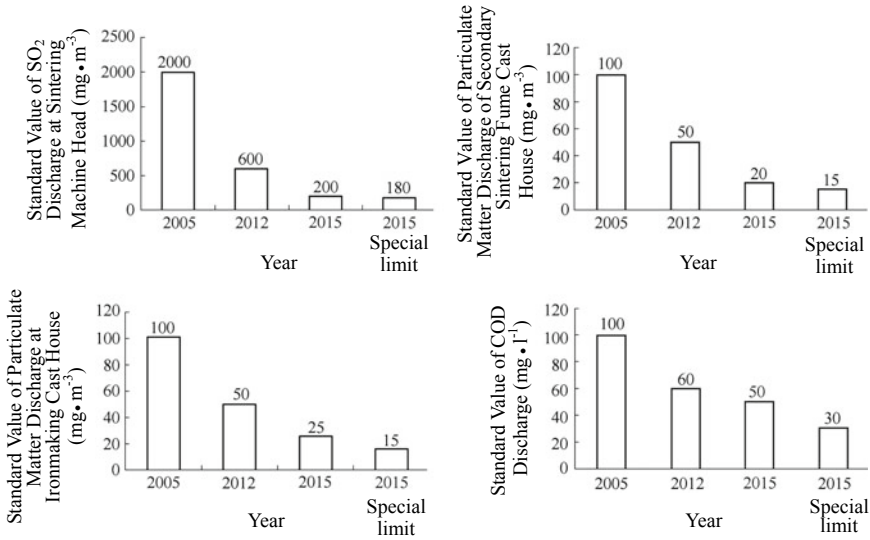 Standard Value of SO2
Discharge at Sintering
Machine Head (mg•m-3)
2500
2000
1500
1000
500
0
2000
600
200
180
2005
2012
2015
2015
Special
limit
Year
Standard Value of Particulate
Matter Discharge of Secondary
Sintering Fume Cast
House (mg•m-3)
120
100
80
60
40
20
0
100
50
20
15
2005
2012
2015
2015
Special
limit
Year
Standard Value of Particulate
Matter Discharge at
Ironmaking Cast House
(mg•m-3)
120
100
80
60
40
20
0
100
50
25
15
2005
2012
2015
2015
Special
limit
Year
Standard Value of COD
Discharge (mg•l-1)
120
100
80
60
40
20
0
100
60
50
30
2005
2012
2015
2015
Special
limit
Year